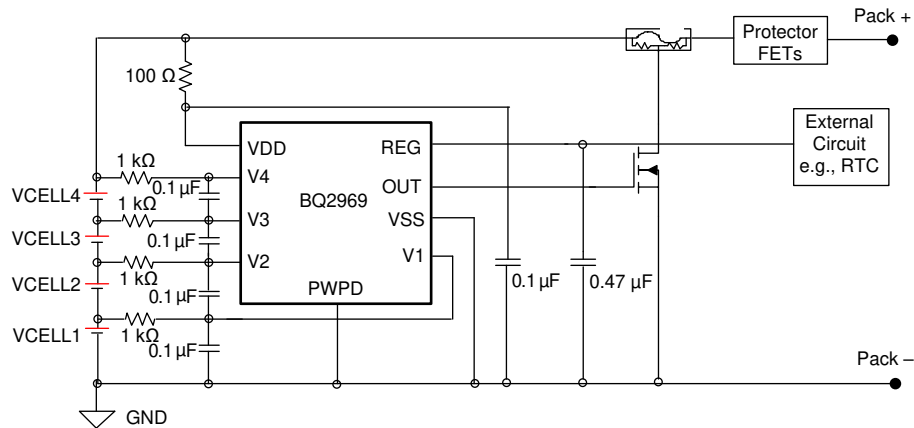 Pack +
Protector
FETs
100 Ω
VDD
REG
External
Circuit
e.g., RTC
1 kΩ
V4
0.1 µF
OUT
BQ2969
VCELL4
1 kΩ
V3
VSS
VCELL3
0.1 µF
V2
V1
VCELL2
1 kΩ
0.1 µF
PWPD
0.1 µF
0.47 µF
VCELL1
1 kΩ
0.1 µF
Pack –
GND